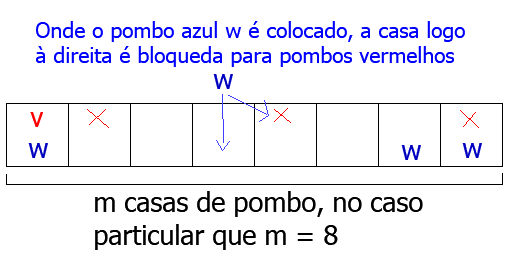 Onde o pombo azul w é colocado, a casa logo
à direita é bloqueda para pombos vermelhos
w
v
w
w
w
m casas de pombo, no caso
particular que m = 8